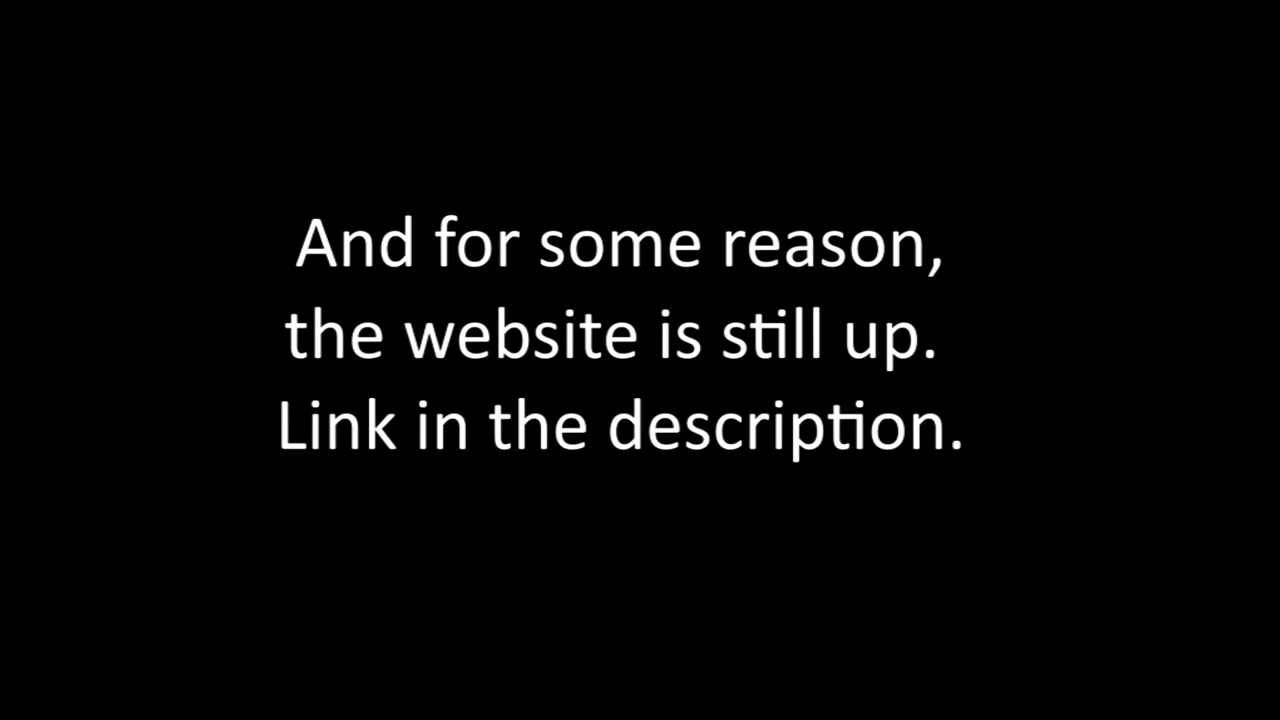 And for some reason,
the website is still up.
Link in the description.